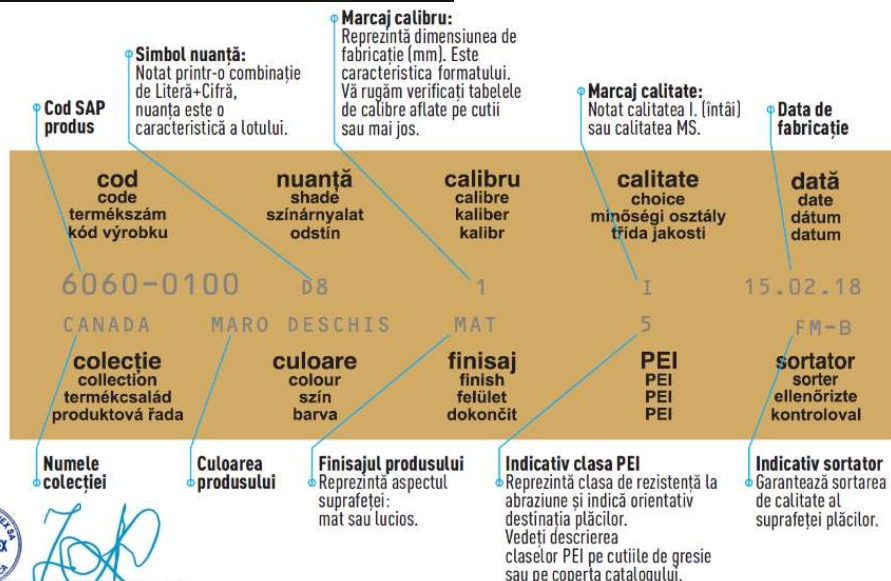 Marcaj calibru:
Reprezintă dimensiunea de
fabricație (mm). Este
caracteristica formatului.
Vă rugăm verificați tabelele
de calibre aflate pe cutii
sau mai jos.
Simbol nuanță:
Notat printr-o combinație
de Literă+Cifră,
nuanța este o
caracteristică a lotului.
Marcaj calitate:
Notat calitatea I. (întâi)
sau calitatea MS.
Cod SAP
produs
Data de
fabricație
cod nuanță calibru calitate dată
code shade calibre choice date
termékszám színárnyalat kaliber minőségi osztály dátum
kód výrobku odstín kalibr třída jakosti datum
6060-0100 D8 1 I 15.02.18
CANADA MARO DESCHIS MAT 5 FM-B
colecție culoare finisaj PEI sortator
collection colour finish PEI sorter
termékcsalád szín felület PEI ellenőrizte
produktová řada barva dokončit PEI kontroloval
Numele
colecției
Culoarea
produsului
Finisajul produsului
Reprezintă aspectul
suprafeței:
mat sau lucios.
Indicativ clasa PEI
Reprezintă clasa de rezistență la
abraziune și indică orientativ
destinația plăcilor.
Vedeți descrierea
claselor PEI pe cutiile de gresie
sau pe coperta catalogului.
Indicativ sortator
Garantează sortarea
de calitate al
suprafeței plăcilor.